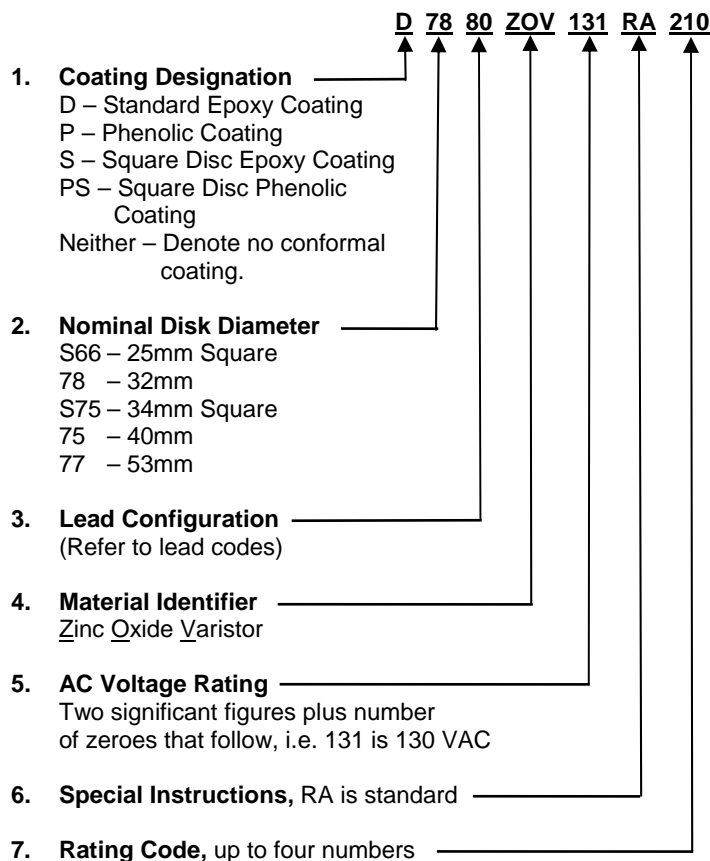 D 78 80 ZOV 131 RA 210
1. Coating Designation
D – Standard Epoxy Coating
P – Phenolic Coating
S – Square Disc Epoxy Coating
PS – Square Disc Phenolic
Coating
Neither – Denote no conformal
coating.
2. Nominal Disk Diameter
S66 – 25mm Square
78 – 32mm
S75 – 34mm Square
75 – 40mm
77 – 53mm
3. Lead Configuration
(Refer to lead codes)
4. Material Identifier
Zinc Oxide Varistor
5. AC Voltage Rating
Two significant figures plus number
of zeroes that follow, i.e. 131 is 130 VAC
6. Special Instructions, RA is standard
7. Rating Code, up to four numbers